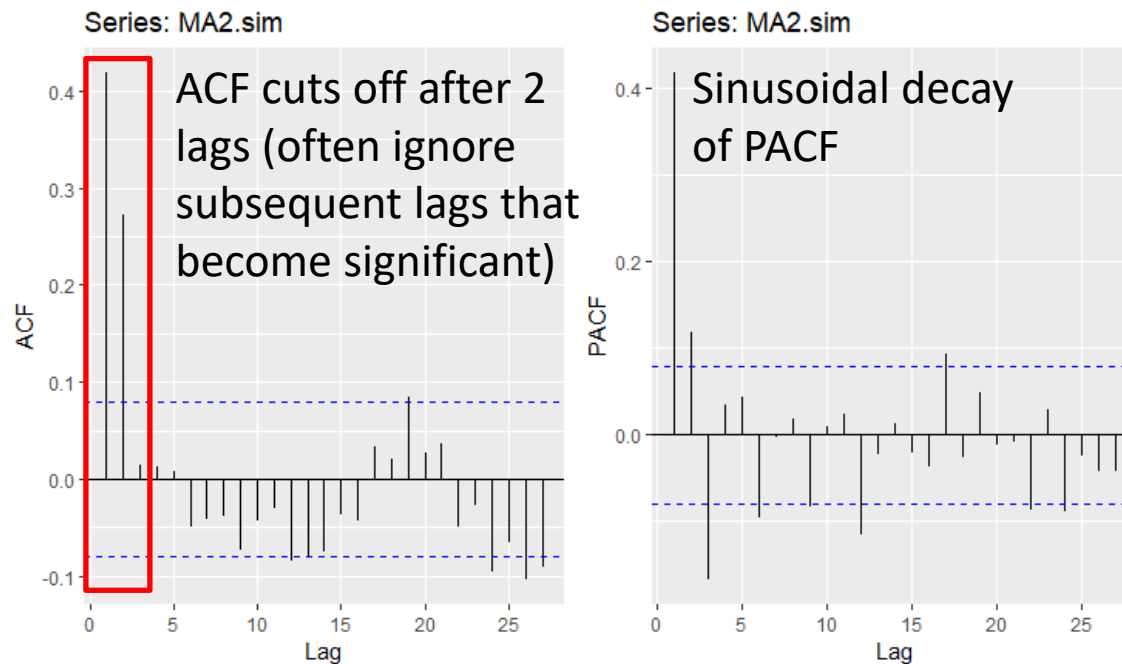 Series: MA2.sim
ACF cuts off after 2
lags (often ignore
subsequent lags that
become significant)
0.4
0.3
0.2
0.1
0.0
-0.1
ACF
0
5
10
15
20
25
Lag
Series: MA2.sim
Sinusoidal decay
of PACF
0.4
0.2
0.0
PACF
0
5
10
15
20
25
Lag